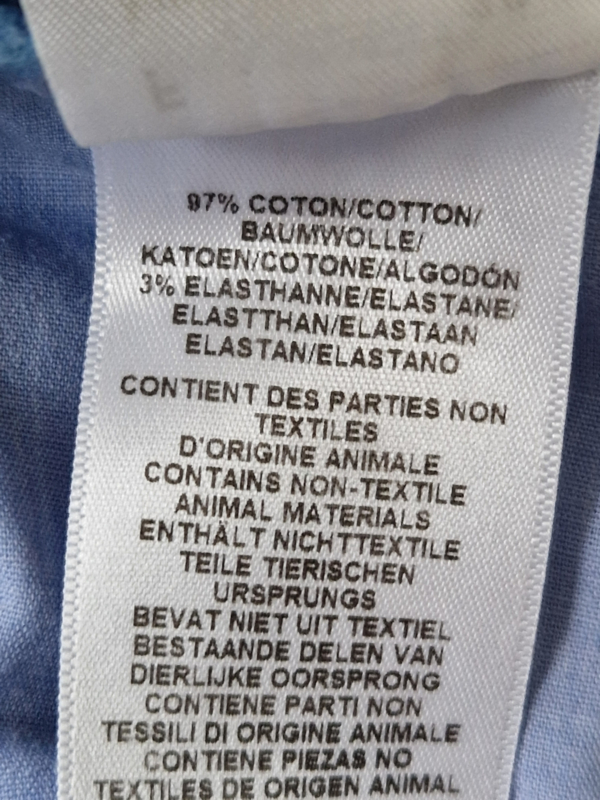 97% COTON/COTTON/
BAUMWOLLE/
KATOEN/COTONE/ALGODÓN
3% ELASTHANNE/ELASTANE/
ELASTTHAN/ELASTAAN
ELASTAN/ELASTANO
CONTIENT DES PARTIES NON
TEXTILES
D'ORIGINE ANIMALE
CONTAINS NON-TEXTILE
ANIMAL MATERIALS
ENTHÄLT NICHTTEXTILE
TEILE TIERISCHEN
URSPRUNGS
BEVAT NIET UIT TEXTIEL
BESTAANDE DELEN VAN
DIERLIJKE OORSPRONG
CONTIENE PARTI NON
TESSILI DI ORIGINE ANIMALE
CONTIENE PIEZAS NO
TEXTILES DE ORIGEN ANIMAL